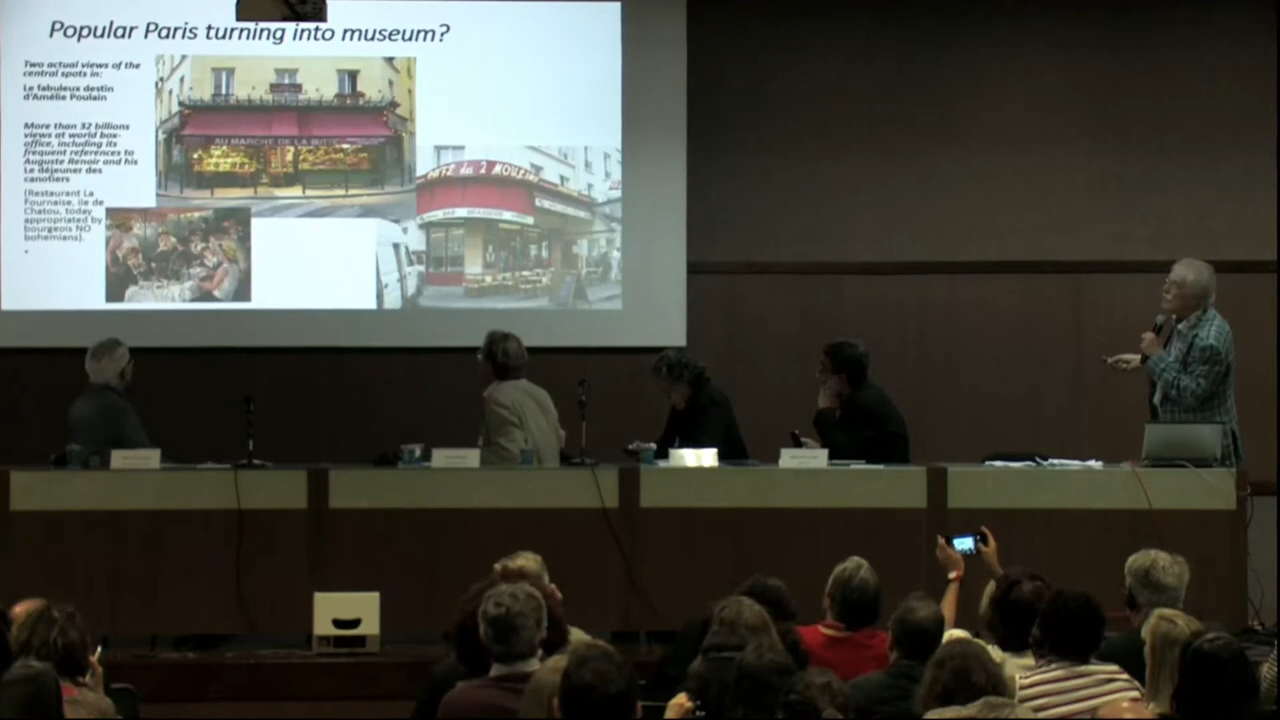 Popular Paris turning into museum?
Two actual views of the
central spots in:
Le fabuleux destin
d'Amélie Poulain
More than 32 billions
views at world box-
office, including its
frequent references to
Auguste Renoir and his
Le déjeuner des
canotiers
(Restaurant La
Fournaise, ile de
Chatou, today
appropriated by
bourgeois NO
bohemians).
AU MARCHE DE LA BUTTE
CAFÉ des 2 MOULINS
BAR BRASSERIE